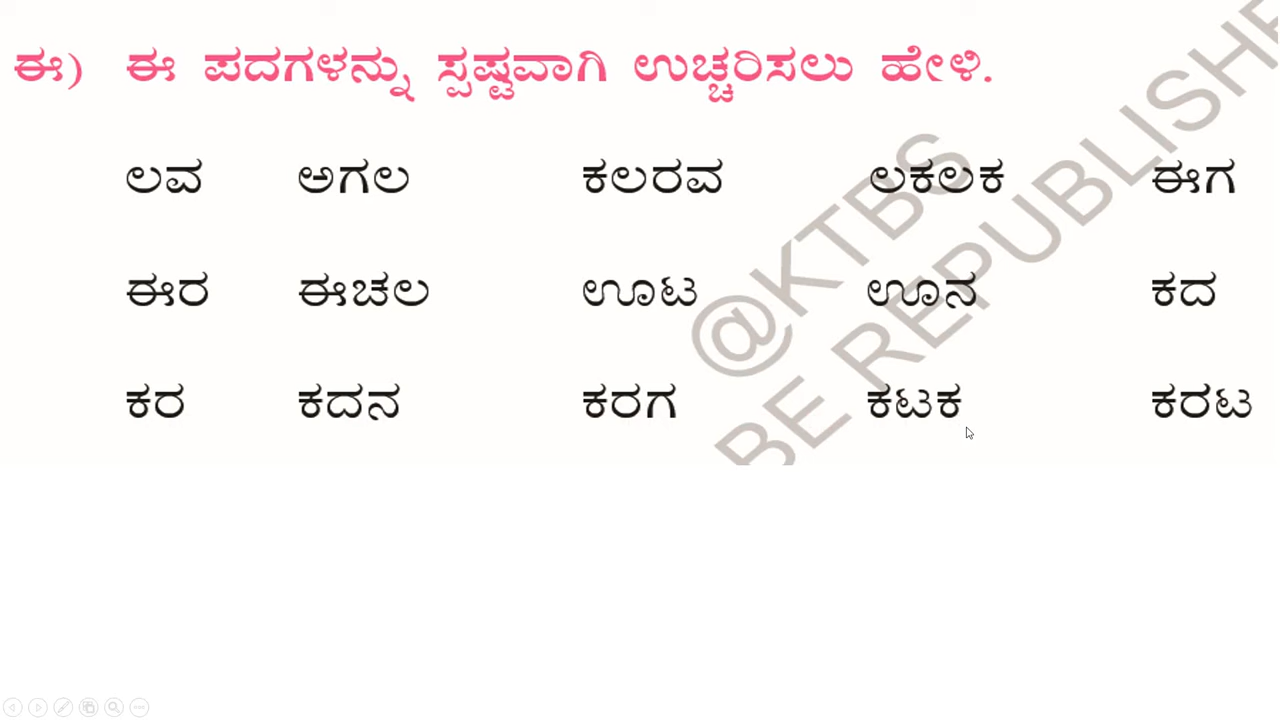 ಈ) ಈ ಪದಗಳನ್ನು ಸ್ಪಷ್ಟವಾಗಿ ಉಚ್ಚರಿಸಲು ಹೇಳಿ.
ಲವ ಅಗಲ ಕಲರವ ಲಕಲಕ ಈಗ
ಈರ ಈಚಲ ಊಟ ಊನ ಕದ
ಕರ ಕದನ ಕರಗ ಕಟಕ ಕರಟ
@KTBS
BE REPUBLISHE